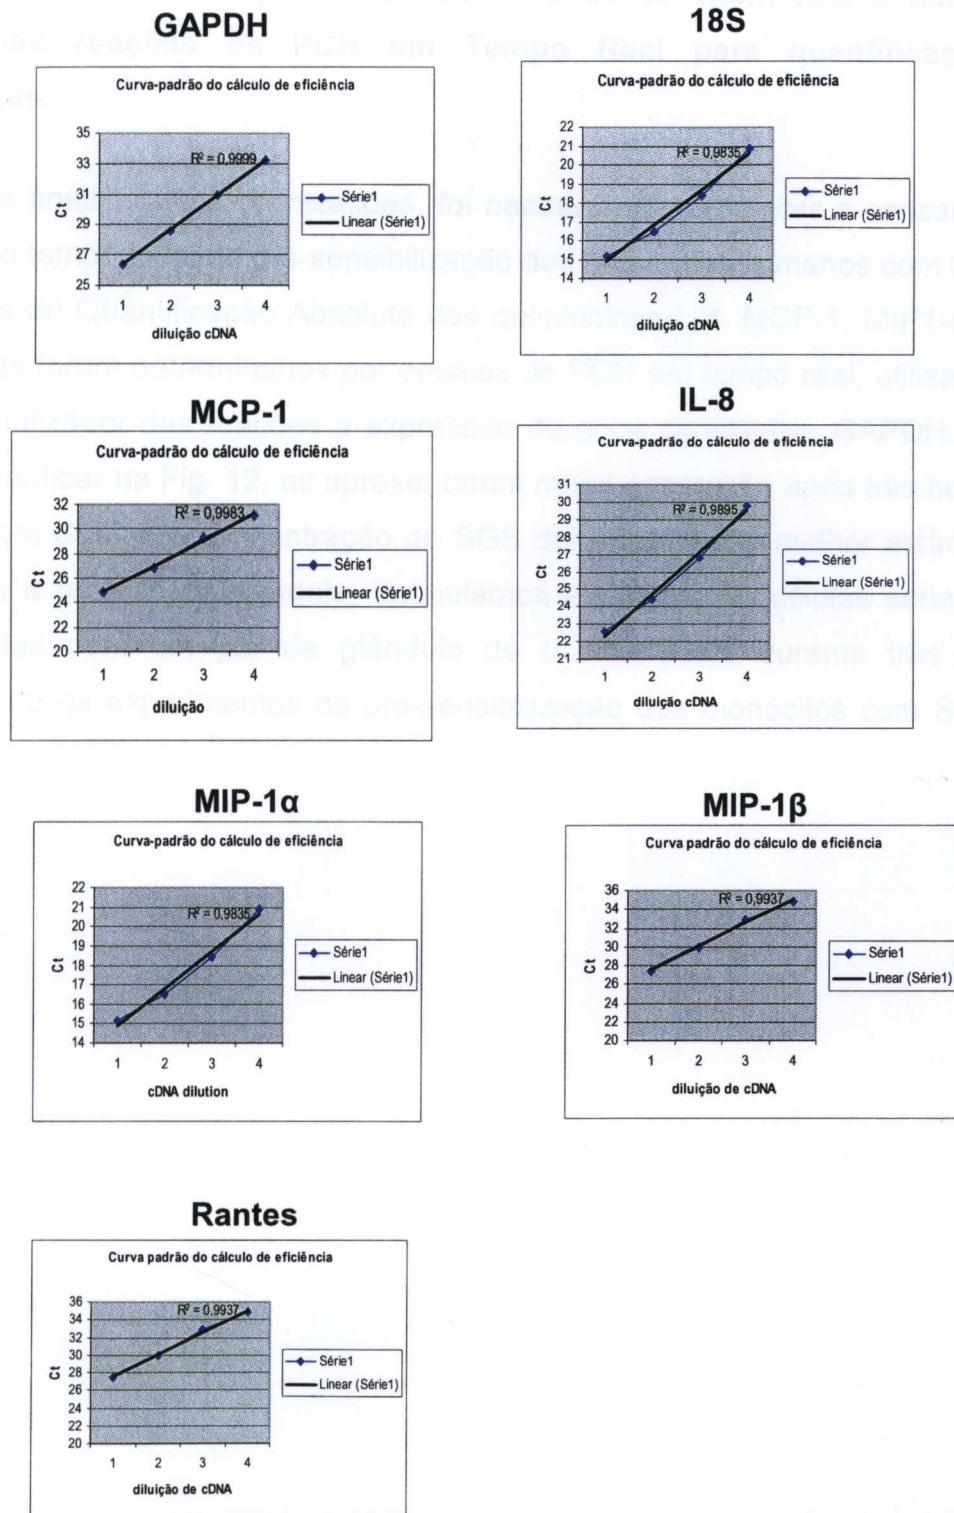 GAPDH
Curva-padrão do cálculo de eficiência
35
33
31
29
27
25
Ct
R² = 0,9999
1 2 3 4
diluição cDNA
Série1
Linear (Série1)
18S
Curva-padrão do cálculo de eficiência
22
21
20
19
18
17
16
15
14
Ct
R² = 0,9835
1 2 3 4
diluição cDNA
Série1
Linear (Série1)
MCP-1
Curva-padrão do cálculo de eficiência
32
30
28
26
24
22
20
Ct
R² = 0,9983
1 2 3 4
diluição
Série1
Linear (Série1)
IL-8
Curva-padrão do cálculo de eficiência
31
30
29
28
27
26
25
24
23
22
21
Ct
R² = 0,9895
1 2 3 4
diluição cDNA
Série1
Linear (Série1)
MIP-1α
Curva-padrão do cálculo de eficiência
22
21
20
19
18
17
16
15
14
Ct
R² = 0,9835
1 2 3 4
cDNA dilution
Série1
Linear (Série1)
MIP-1β
Curva padrão do cálculo de eficiência
36
34
32
30
28
26
24
22
20
Ct
R² = 0,9937
1 2 3 4
diluição de cDNA
Série1
Linear (Série1)
Rantes
Curva padrão do cálculo de eficiência
36
34
32
30
28
26
24
22
20
Ct
R² = 0,9937
1 2 3 4
diluição de cDNA
Série1
Linear (Série1)